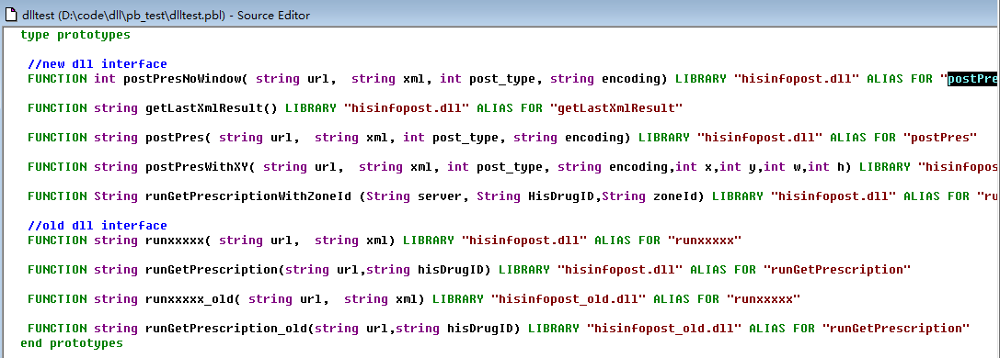 dlltest (D:\code\dll\pb_test\dlltest.pbl) - Source Editor
type prototypes
//new dll interface
FUNCTION int postPresNoWindow( string url,  string xml, int post_type, string encoding) LIBRARY "hisinfopost.dll" ALIAS FOR "postPre
FUNCTION string getLastXmlResult() LIBRARY "hisinfopost.dll" ALIAS FOR "getLastXmlResult"
FUNCTION string postPres( string url,  string xml, int post_type, string encoding) LIBRARY "hisinfopost.dll" ALIAS FOR "postPres"
FUNCTION string postPresWithXY( string url,  string xml, int post_type, string encoding,int x,int y,int w,int h) LIBRARY "hisinfopos
FUNCTION String runGetPrescriptionWithZoneId (String server, String HisDrugID,String zoneId) LIBRARY "hisinfopost.dll" ALIAS FOR "ru
//old dll interface
FUNCTION string runxxxxx( string url,  string xml) LIBRARY "hisinfopost.dll" ALIAS FOR "runxxxxx"
FUNCTION string runGetPrescription(string url,string hisDrugID) LIBRARY "hisinfopost.dll" ALIAS FOR "runGetPrescription"
FUNCTION string runxxxxx_old( string url,  string xml) LIBRARY "hisinfopost_old.dll" ALIAS FOR "runxxxxx"
FUNCTION string runGetPrescription_old(string url,string hisDrugID) LIBRARY "hisinfopost_old.dll" ALIAS FOR "runGetPrescription"
end prototypes